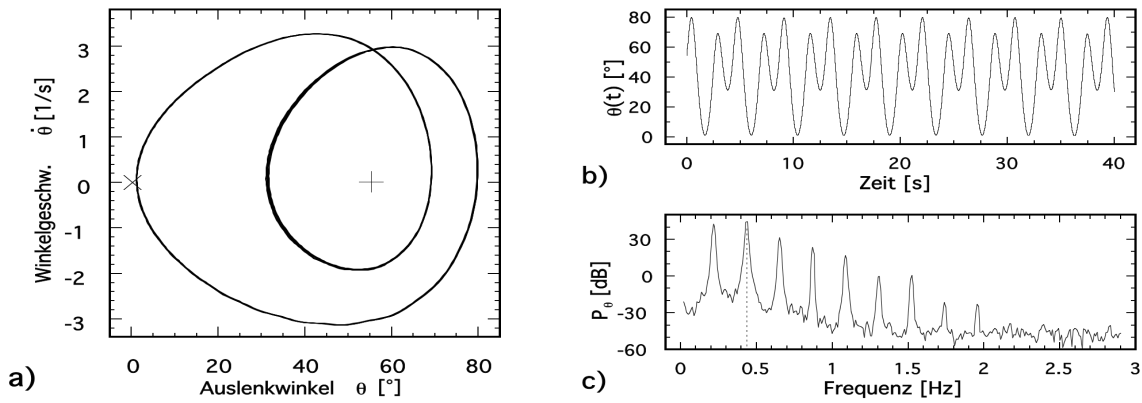 3
2
1
0
-1
-2
-3
Winkelgeschw. θ̇ [1/s]
0 20 40 60 80
Auslenkwinkel θ [°]
a)
80
60
40
20
0
θ(t) [°]
0 10 20 30 40
Zeit [s]
b)
30
0
-30
-60
P_θ [dB]
0 0.5 1 1.5 2 2.5 3
Frequenz [Hz]
c)